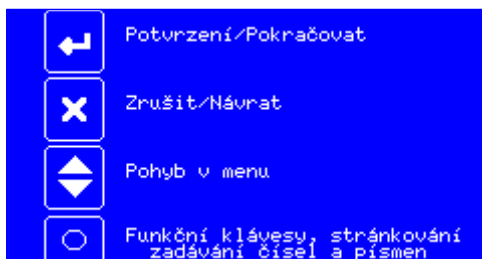 Potvrzení/Pokračovat
Zrušit/Návrat
Pohyb v menu
Funkční klávesy, stránkování
zadávání čísel a písmen